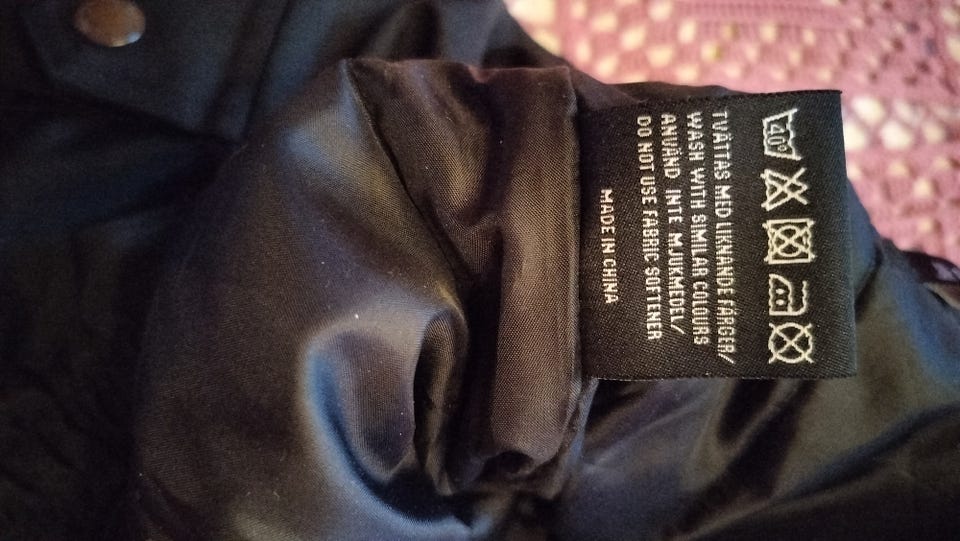 40°
TVÄTTAS MED LIKNANDE FÄRGER/
WASH WITH SIMILAR COLOURS
ANVÄND INTE MJUKMEDEL/
DO NOT USE FABRIC SOFTENER
MADE IN CHINA